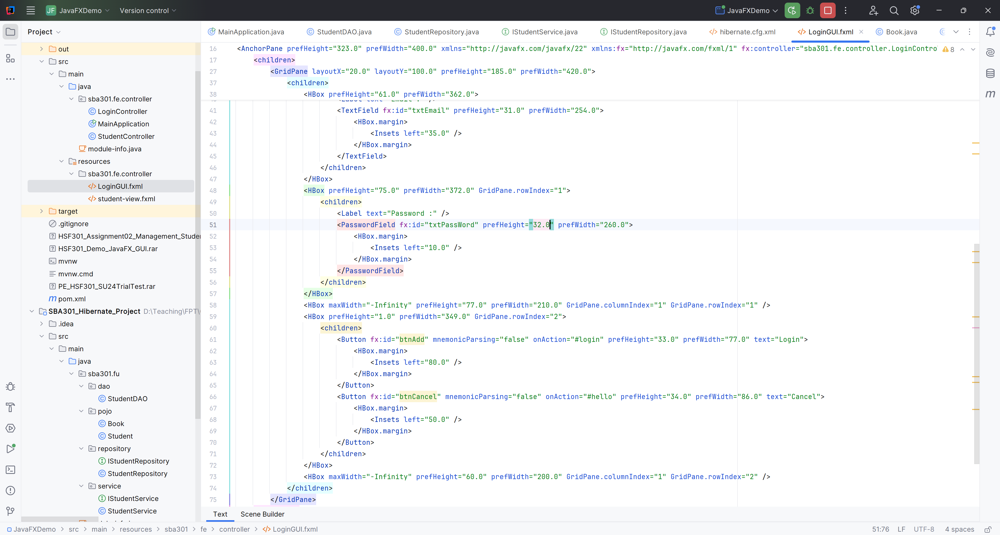 JF JavaFXDemo Version control JavaFXDemo
Project
MainApplication.java StudentDAO.java StudentRepository.java IStudentService.java IStudentRepository.java hibernate.cfg.xml LoginGUI.fxml Book.java
out
src
main
java
sba301.fe.controller
LoginController
MainApplication
StudentController
module-info.java
resources
sba301.fe.controller
LoginGUI.fxml
student-view.fxml
target
.gitignore
HSF301_Assignment02_Management_Studen
HSF301_Demo_JavaFX_GUI.rar
mvnw
mvnw.cmd
PE_HSF301_SU24TrialTest.rar
pom.xml
SBA301_Hibernate_Project D:\Teaching\FPT\
.idea
src
main
java
sba301.fu
dao
StudentDAO
pojo
Book
Student
repository
IStudentRepository
StudentRepository
service
IStudentService
StudentService
16 <AnchorPane prefHeight="323.0" prefWidth="400.0" xmlns="http://javafx.com/javafx/22" xmlns:fx="http://javafx.com/fxml/1" fx:controller="sba301.fe.controller.LoginContro 8
17 <children>
27 <GridPane layoutX="20.0" layoutY="100.0" prefHeight="185.0" prefWidth="420.0">
37 <children>
38 <HBox prefHeight="61.0" prefWidth="362.0">
41 <TextField fx:id="txtEmail" prefHeight="31.0" prefWidth="254.0">
42 <HBox.margin>
43 <Insets left="35.0" />
44 </HBox.margin>
45 </TextField>
46 </children>
47 </HBox>
48 <HBox prefHeight="75.0" prefWidth="372.0" GridPane.rowIndex="1">
49 <children>
50 <Label text="Password :" />
51 <PasswordField fx:id="txtPassWord" prefHeight="32.0" prefWidth="260.0">
52 <HBox.margin>
53 <Insets left="10.0" />
54 </HBox.margin>
55 </PasswordField>
56 </children>
57 </HBox>
58 <HBox maxWidth="-Infinity" prefHeight="77.0" prefWidth="210.0" GridPane.columnIndex="1" GridPane.rowIndex="1" />
59 <HBox prefHeight="1.0" prefWidth="349.0" GridPane.rowIndex="2">
60 <children>
61 <Button fx:id="btnAdd" mnemonicParsing="false" onAction="#login" prefHeight="33.0" prefWidth="77.0" text="Login">
62 <HBox.margin>
63 <Insets left="80.0" />
64 </HBox.margin>
65 </Button>
66 <Button fx:id="btnCancel" mnemonicParsing="false" onAction="#hello" prefHeight="34.0" prefWidth="86.0" text="Cancel">
67 <HBox.margin>
68 <Insets left="50.0" />
69 </HBox.margin>
70 </Button>
71 </children>
72 </HBox>
73 <HBox maxWidth="-Infinity" prefHeight="60.0" prefWidth="200.0" GridPane.columnIndex="1" GridPane.rowIndex="2" />
74 </children>
75 </GridPane>
Text Scene Builder
JavaFXDemo > src > main > resources > sba301 > fe > controller > LoginGUI.fxml 51:76 LF UTF-8 4 spaces